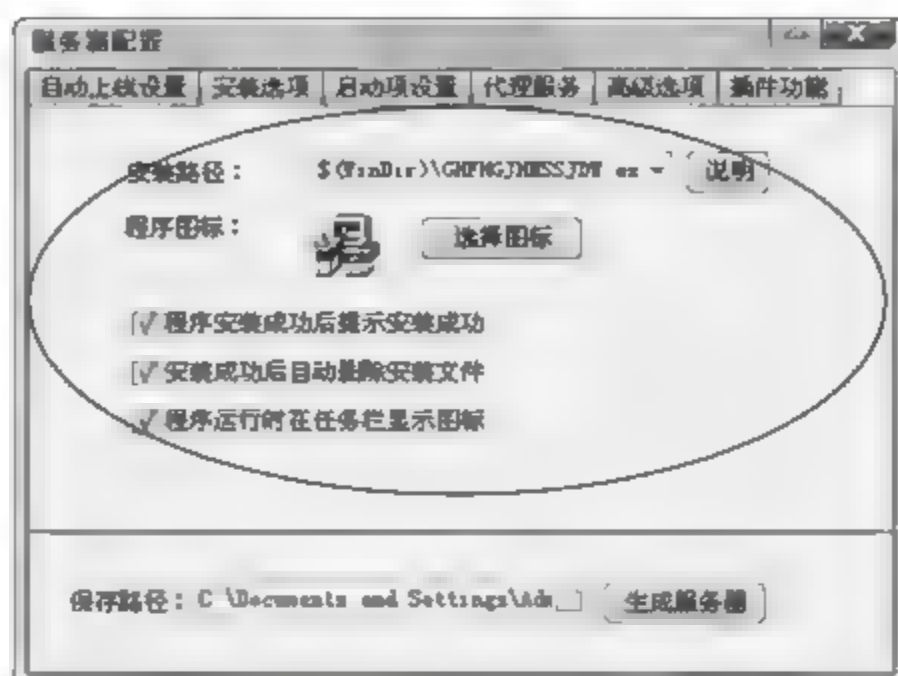 服务器配置
自动上线设置 安装选项 启动项设置 代理服务 高级选项 插件功能
安装路径： $(WinDir)\ 说明
程序图标： 选择图标
程序安装成功后提示安装成功
安装成功后自动删除安装文件
程序运行时在任务栏显示图标
保存路径：C:\Documents and Settings\Adm 生成服务器